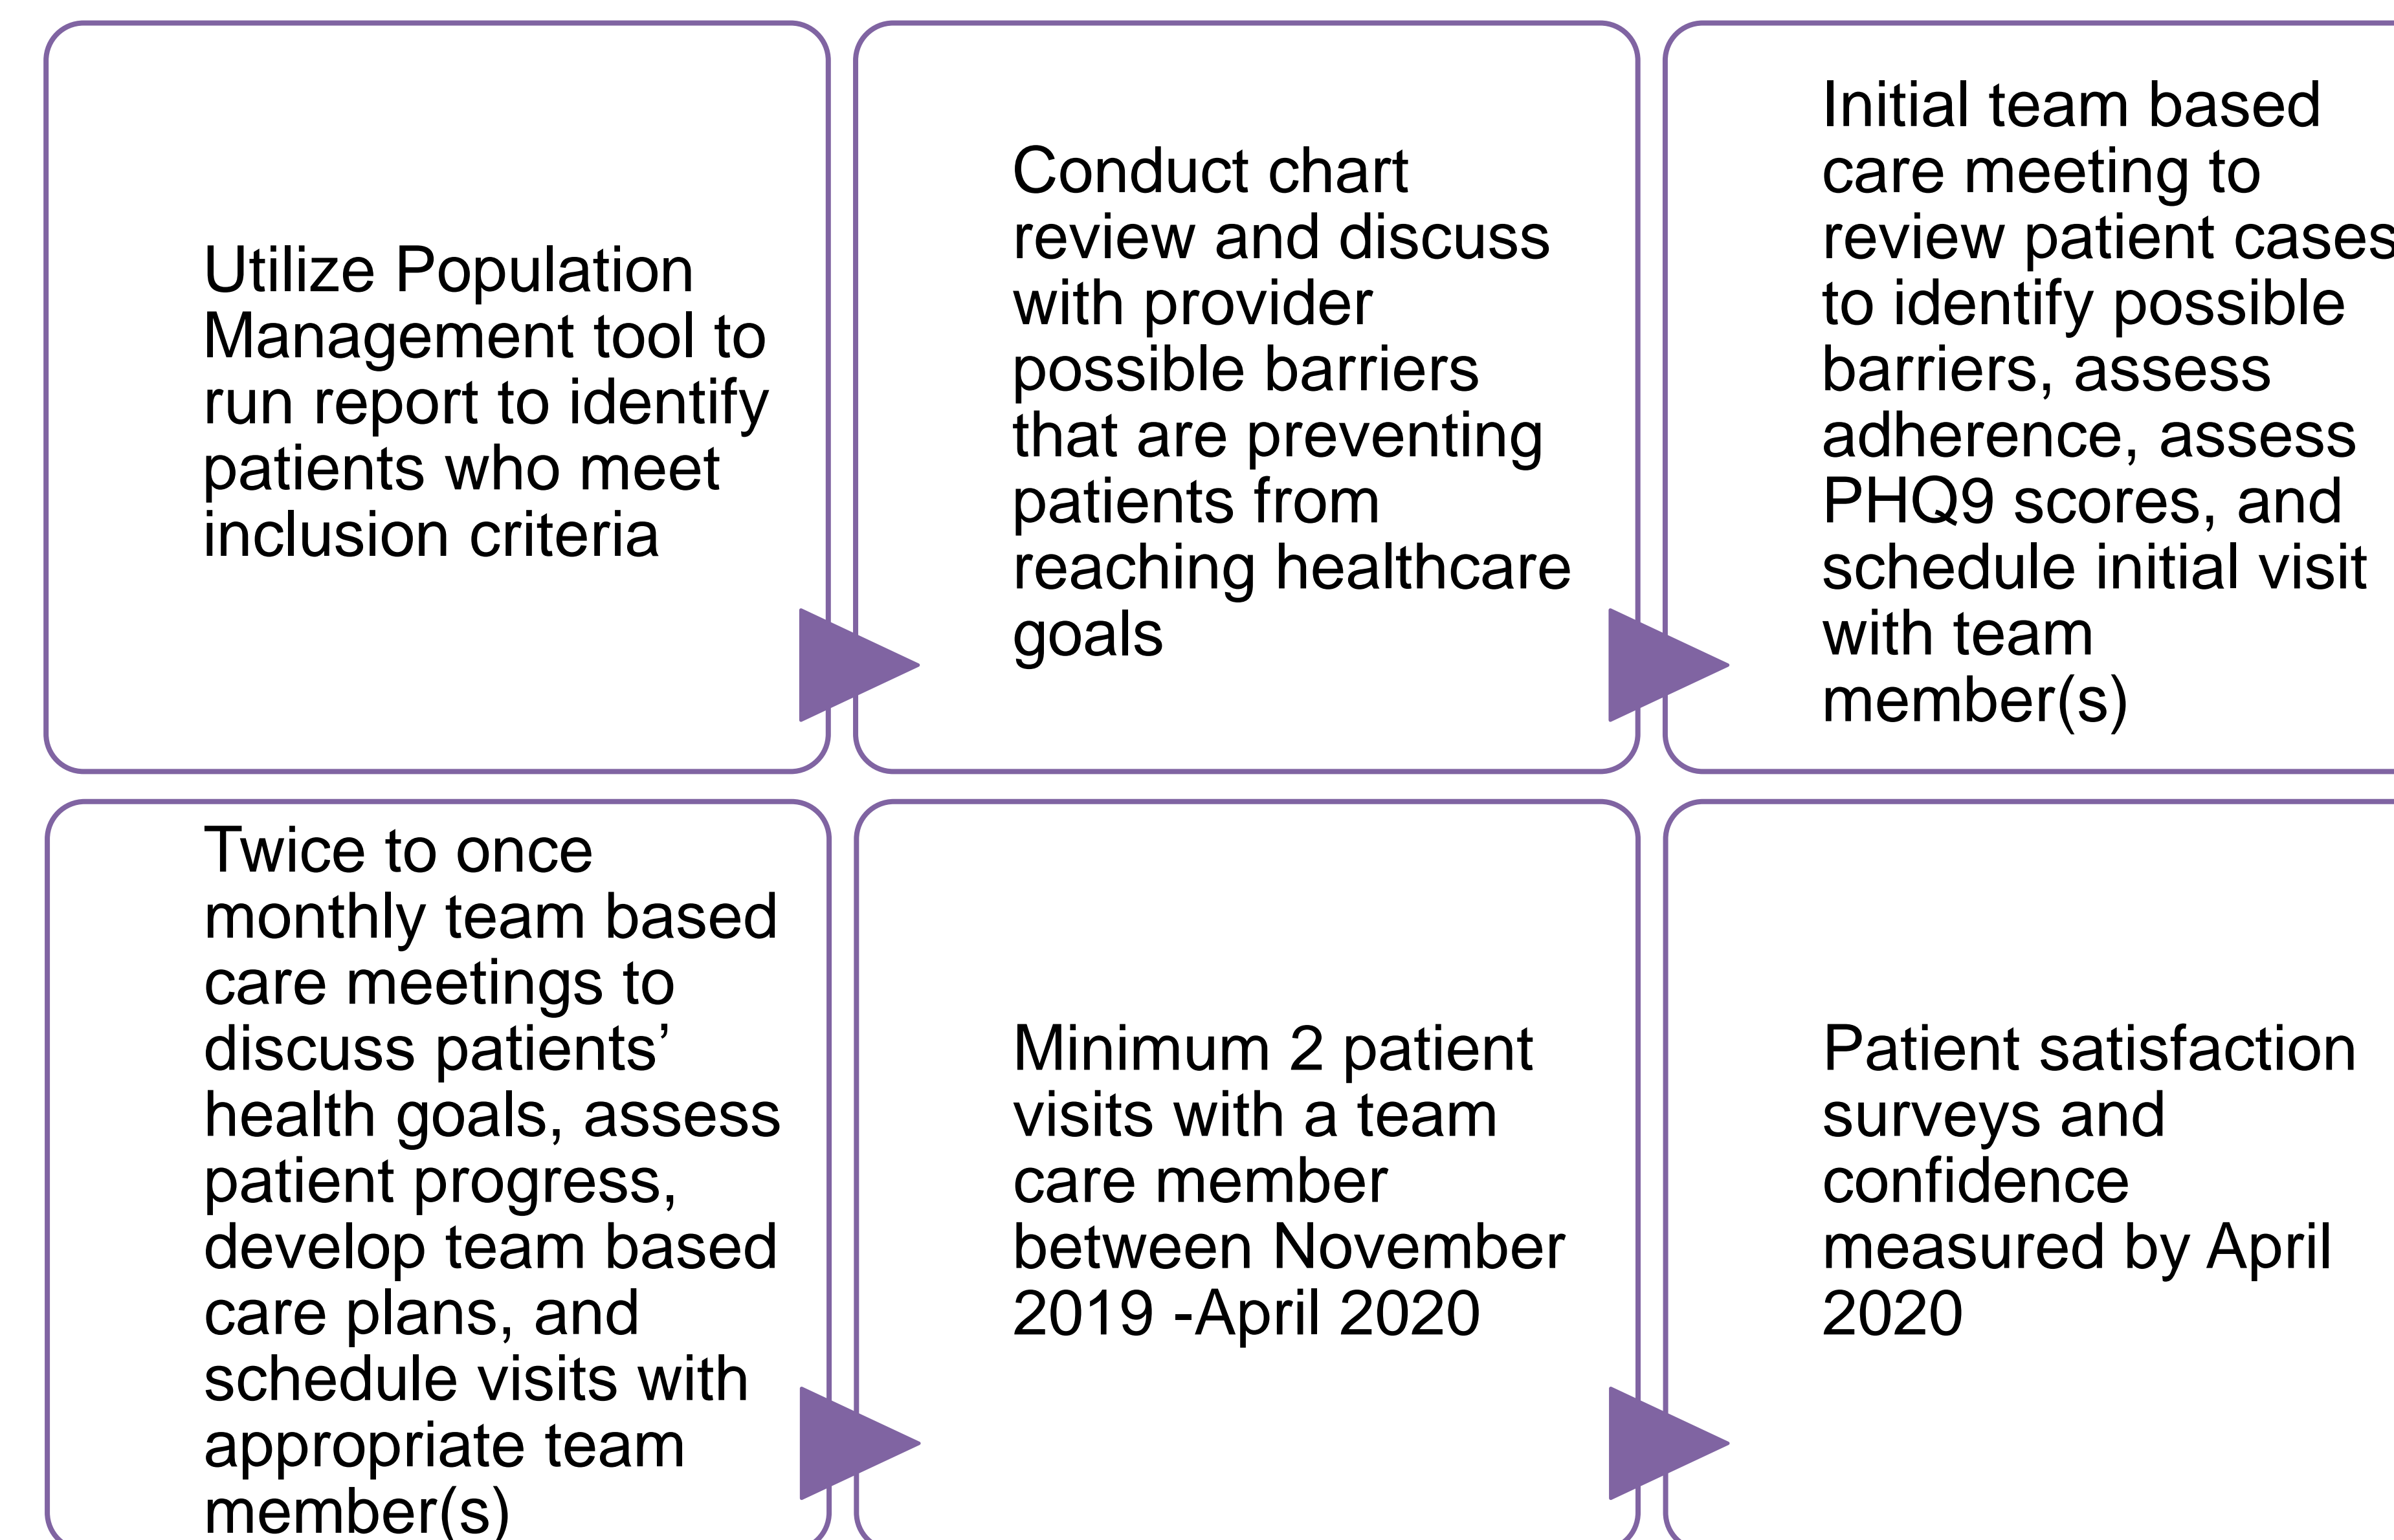 Utilize Population
Management tool to
run report to identify
patients who meet
inclusion criteria
Conduct chart
review and discuss
with provider
possible barriers
that are preventing
patients from
reaching healthcare
goals
Initial team based
care meeting to
review patient cases
to identify possible
barriers, assess
adherence, assess
PHQ9 scores, and
schedule initial visit
with team
member(s)
Twice to once
monthly team based
care meetings to
discuss patients’
health goals, assess
patient progress,
develop team based
care plans, and
schedule visits with
appropriate team
member(s)
Minimum 2 patient
visits with a team
care member
between November
2019 -April 2020
Patient satisfaction
surveys and
confidence
measured by April
2020